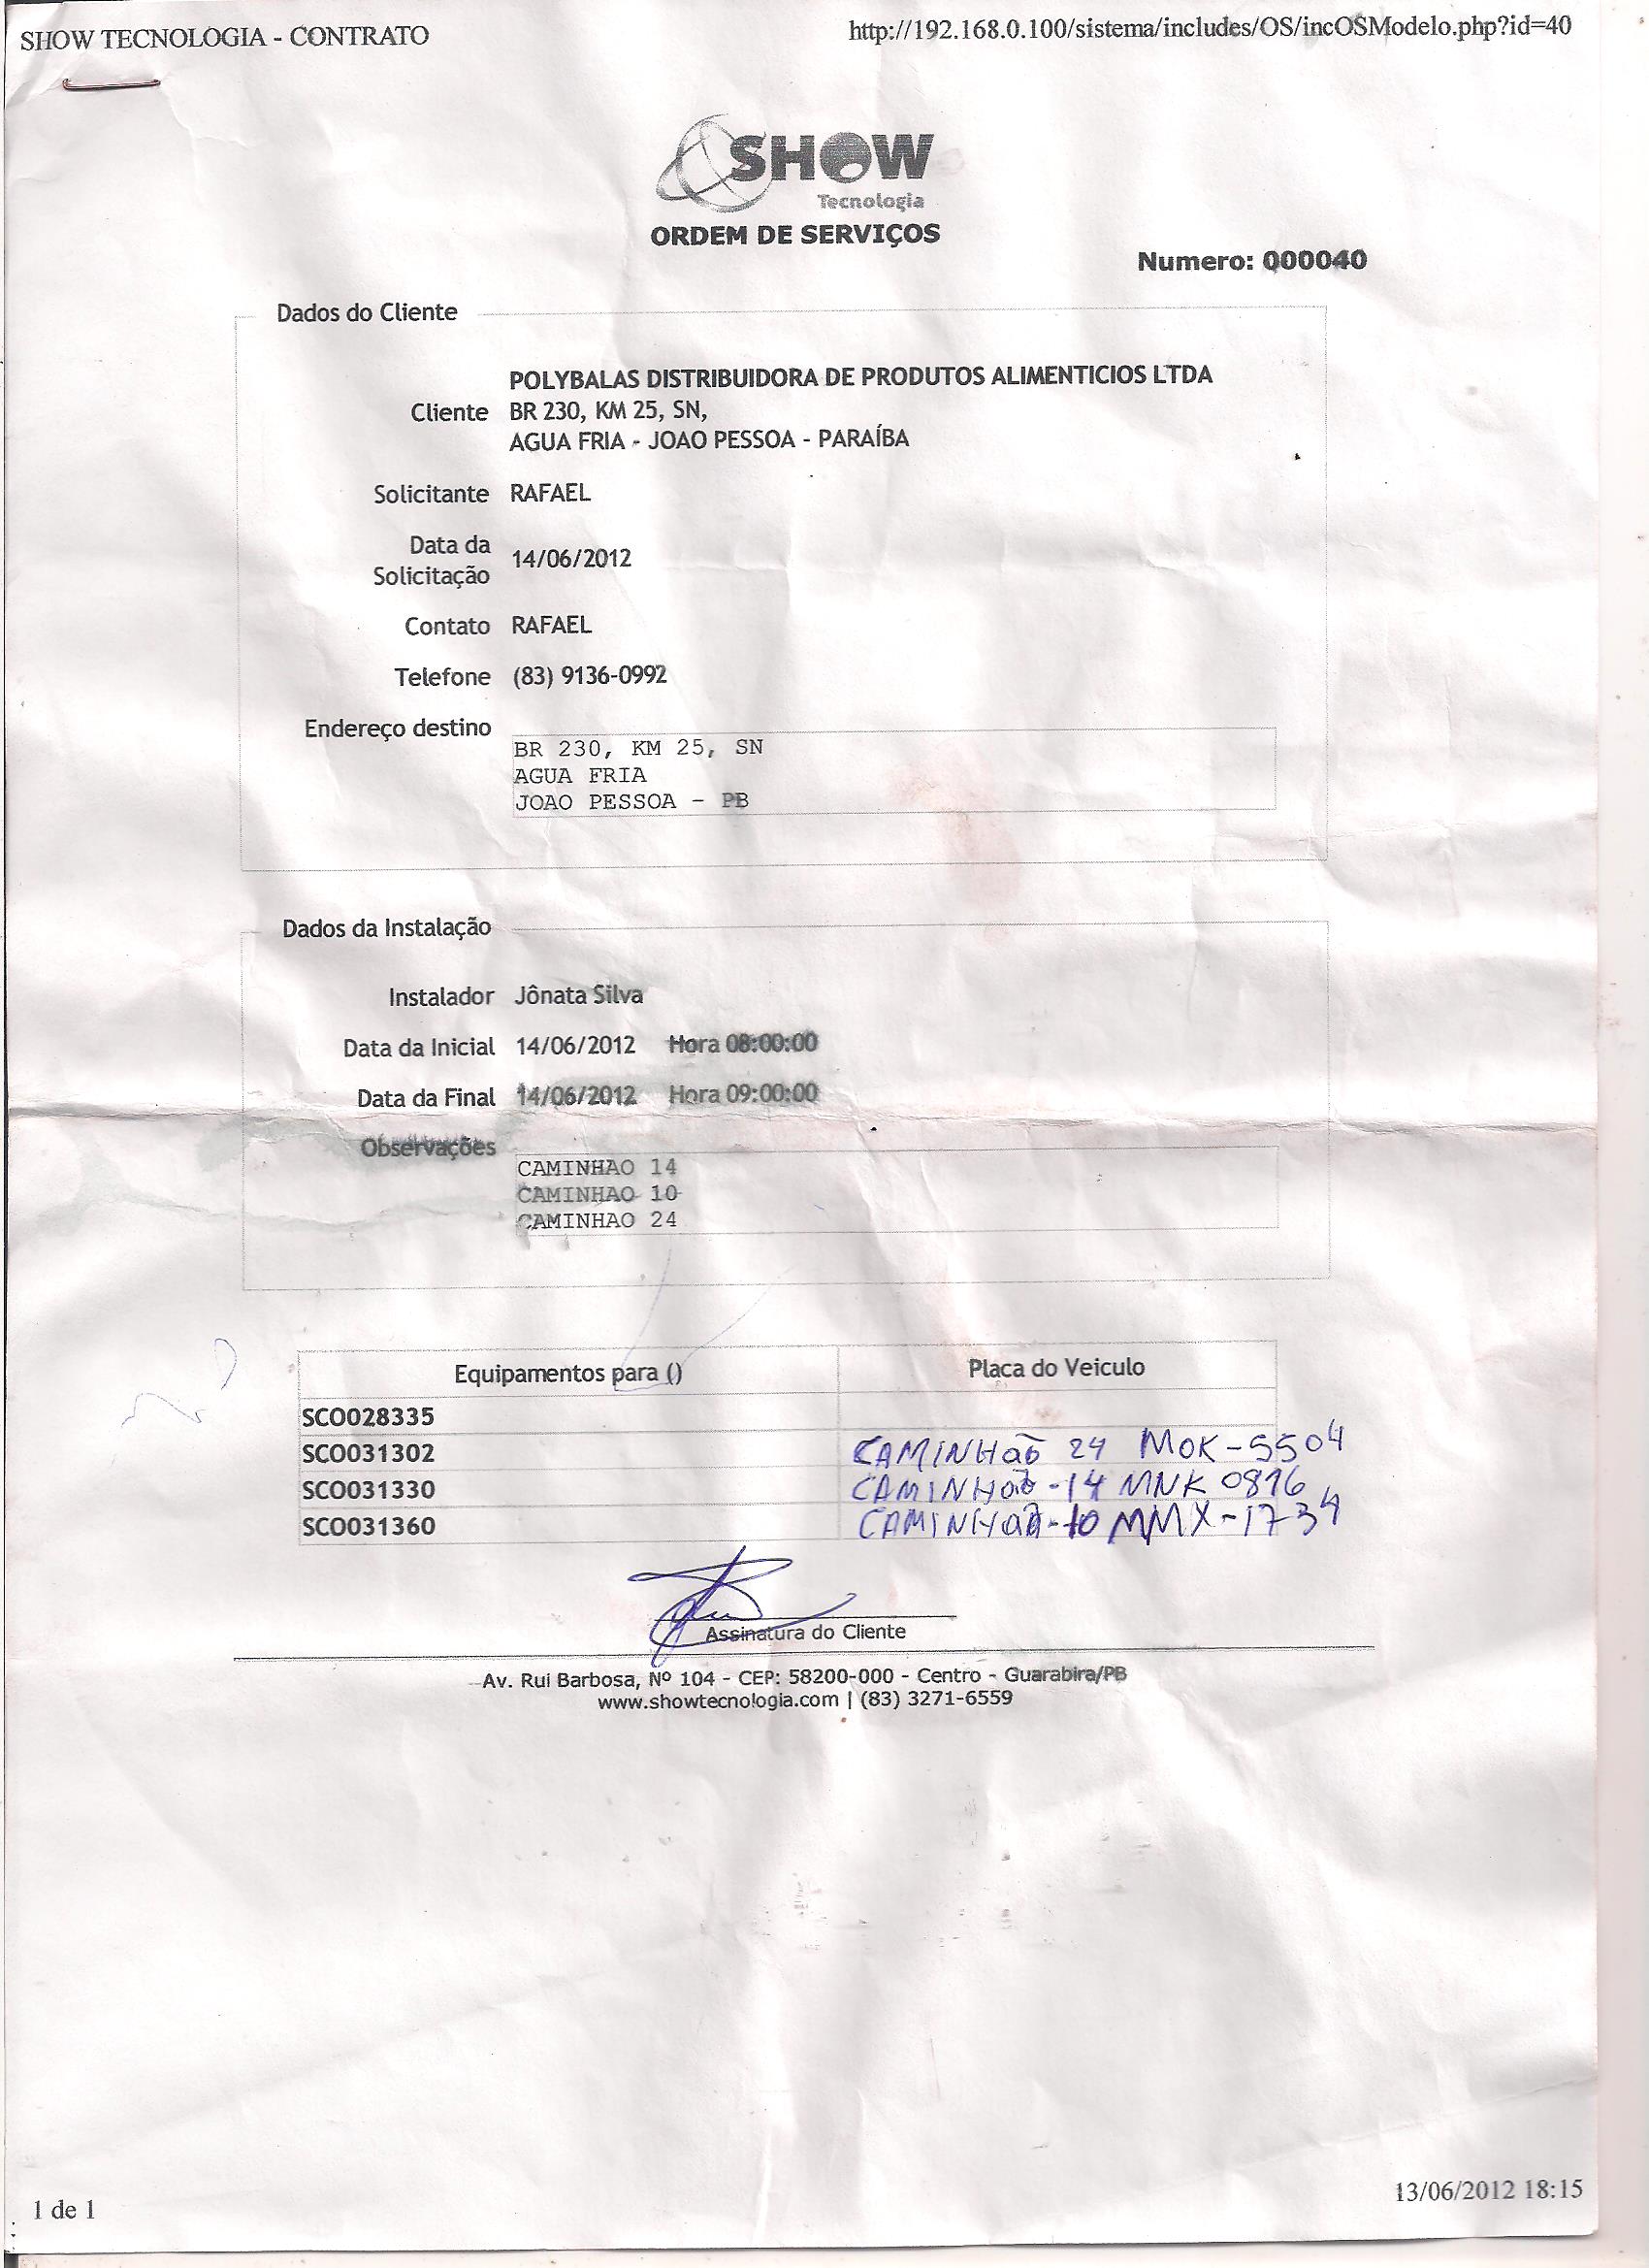 SHOW TECNOLOGIA - CONTRATO
http://192.168.0.100/sistema/includes/OS/incOSModelo.php?id=40
SHOW
Tecnologia
ORDEM DE SERVIÇOS
Numero: 000040
Dados do Cliente
POLYBALAS DISTRIBUIDORA DE PRODUTOS ALIMENTICIOS LTDA
Cliente BR 230, KM 25, SN,
AGUA FRIA - JOAO PESSOA - PARAÍBA
Solicitante RAFAEL
Data da Solicitação 14/06/2012
Contato RAFAEL
Telefone (83) 9136-0992
Endereço destino
BR 230, KM 25, SN
AGUA FRIA
JOAO PESSOA - PB
Dados da Instalação
Instalador Jônata Silva
Data da Inicial 14/06/2012 Hora 08:00:00
Data da Final 14/06/2012 Hora 09:00:00
Observações
CAMINHAO 14
CAMINHAO 10
CAMINHAO 24
Equipamentos para () Placa do Veiculo
SCO028335
SCO031302 CAMINHão 24 MOK-5504
SCO031330 CAMINHão-14 MNK 0816
SCO031360 CAMINHão-10 MMX-1734
Assinatura do Cliente
Av. Rui Barbosa, Nº 104 - CEP: 58200-000 - Centro - Guarabira/PB
www.showtecnologia.com | (83) 3271-6559
1 de 1
13/06/2012 18:15